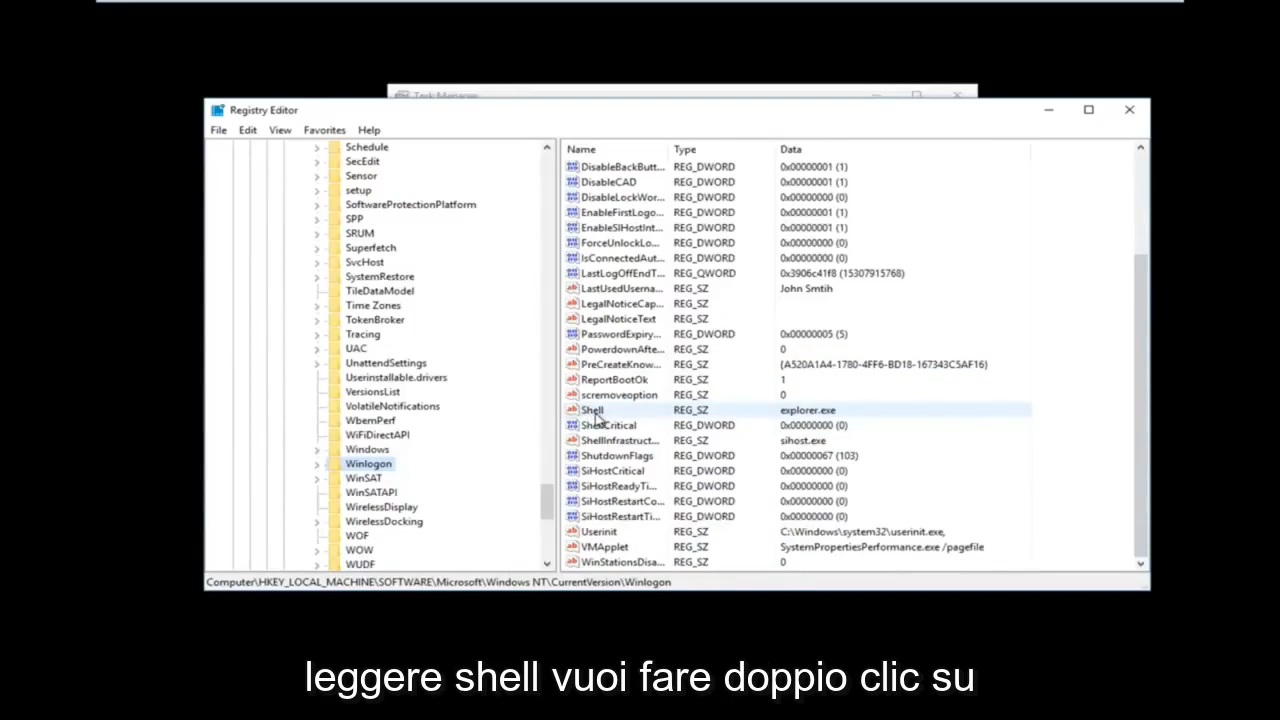 Task Manager
Registry Editor
File Edit View Favorites Help
Schedule
SecEdit
Sensor
setup
SoftwareProtectionPlatform
SPP
SRUM
Superfetch
SvcHost
SystemRestore
TileDataModel
Time Zones
TokenBroker
Tracing
UAC
UnattendSettings
Userinstallable.drivers
VersionsList
VolatileNotifications
WbemPerf
WiFiDirectAPI
Windows
Winlogon
WinSAT
WinSATAPI
WirelessDisplay
WirelessDocking
WOF
WOW
WUDF
Name Type Data
DisableBackButt... REG_DWORD 0x00000001 (1)
DisableCAD REG_DWORD 0x00000001 (1)
DisableLockWor... REG_DWORD 0x00000000 (0)
EnableFirstLogo... REG_DWORD 0x00000001 (1)
EnableSIHostInt... REG_DWORD 0x00000001 (1)
ForceUnlockLo... REG_DWORD 0x00000000 (0)
IsConnectedAut... REG_DWORD 0x00000000 (0)
LastLogOffEndT... REG_QWORD 0x3906c41f8 (15307915768)
LastUsedUserna... REG_SZ John Smtih
LegalNoticeCap... REG_SZ
LegalNoticeText REG_SZ
PasswordExpiry... REG_DWORD 0x00000005 (5)
PowerdownAfte... REG_SZ 0
PreCreateKnow... REG_SZ {A520A1A4-1780-4FF6-BD18-167343C5AF16}
ReportBootOk REG_SZ 1
scremoveoption REG_SZ 0
Shell REG_SZ explorer.exe
ShellCritical REG_DWORD 0x00000000 (0)
ShellInfrastruct... REG_SZ sihost.exe
ShutdownFlags REG_DWORD 0x00000067 (103)
SiHostCritical REG_DWORD 0x00000000 (0)
SiHostReadyTi... REG_DWORD 0x00000000 (0)
SiHostRestartCo... REG_DWORD 0x00000000 (0)
SiHostRestartTi... REG_DWORD 0x00000000 (0)
Userinit REG_SZ C:\Windows\system32\userinit.exe,
VMApplet REG_SZ SystemPropertiesPerformance.exe /pagefile
WinStationsDisa... REG_SZ 0
Computer\HKEY_LOCAL_MACHINE\SOFTWARE\Microsoft\Windows NT\CurrentVersion\Winlogon
leggere shell vuoi fare doppio clic su